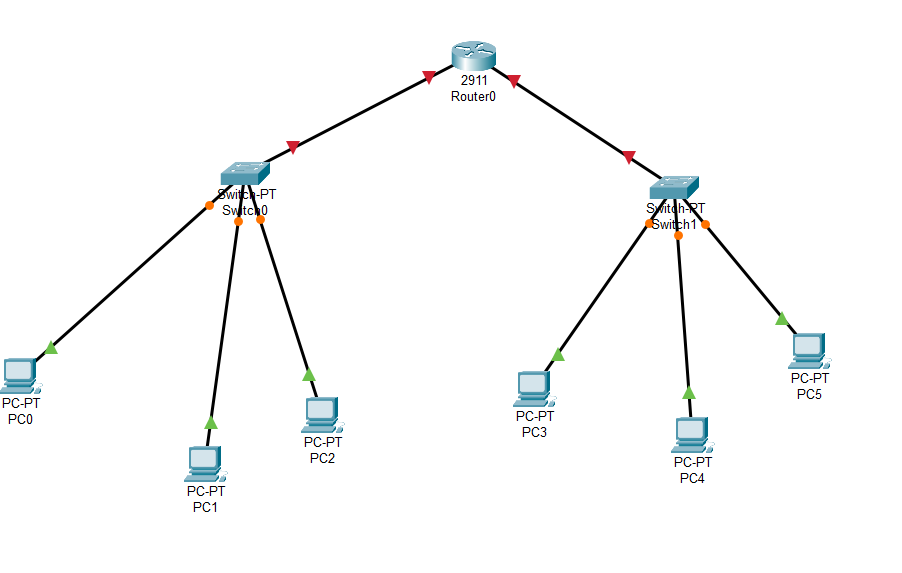 2911
Router0
Switch-PT
Switch0
Switch-PT
Switch1
PC-PT
PC0
PC-PT
PC1
PC-PT
PC2
PC-PT
PC3
PC-PT
PC4
PC-PT
PC5